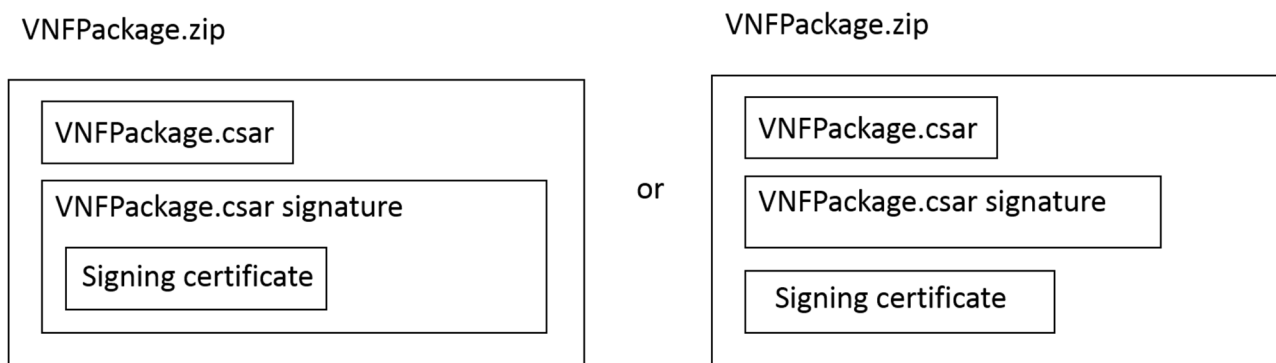 VNFPackage.zip
VNFPackage.csar
VNFPackage.csar signature
Signing certificate
or
VNFPackage.zip
VNFPackage.csar
VNFPackage.csar signature
Signing certificate